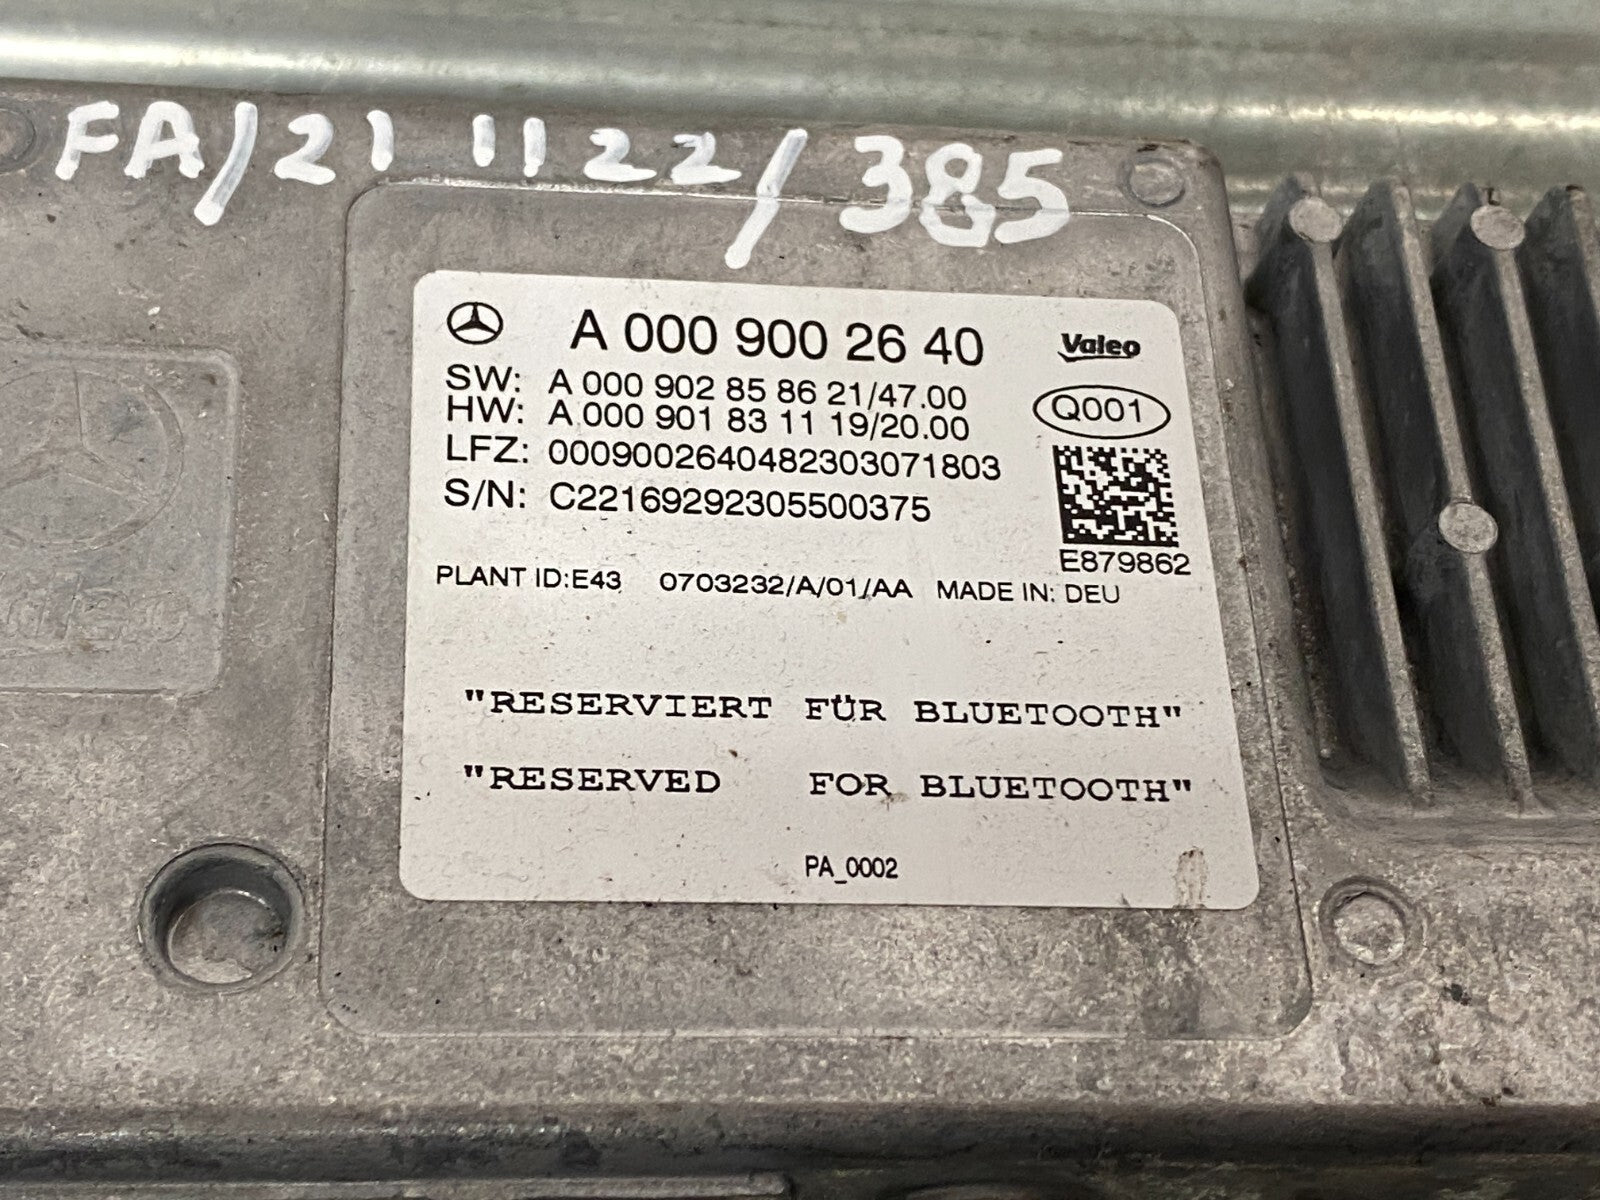 FA/21 11 22/385
A 000 900 26 40
Valeo
SW: A 000 902 85 86 21/47.00
HW: A 000 901 83 11 19/20.00
Q001
LFZ: 0009002640482303071803
S/N: C22169292305500375
E879862
PLANT ID:E43 0703232/A/01/AA MADE IN: DEU
"RESERVIERT FÜR BLUETOOTH"
"RESERVED FOR BLUETOOTH"
PA_0002